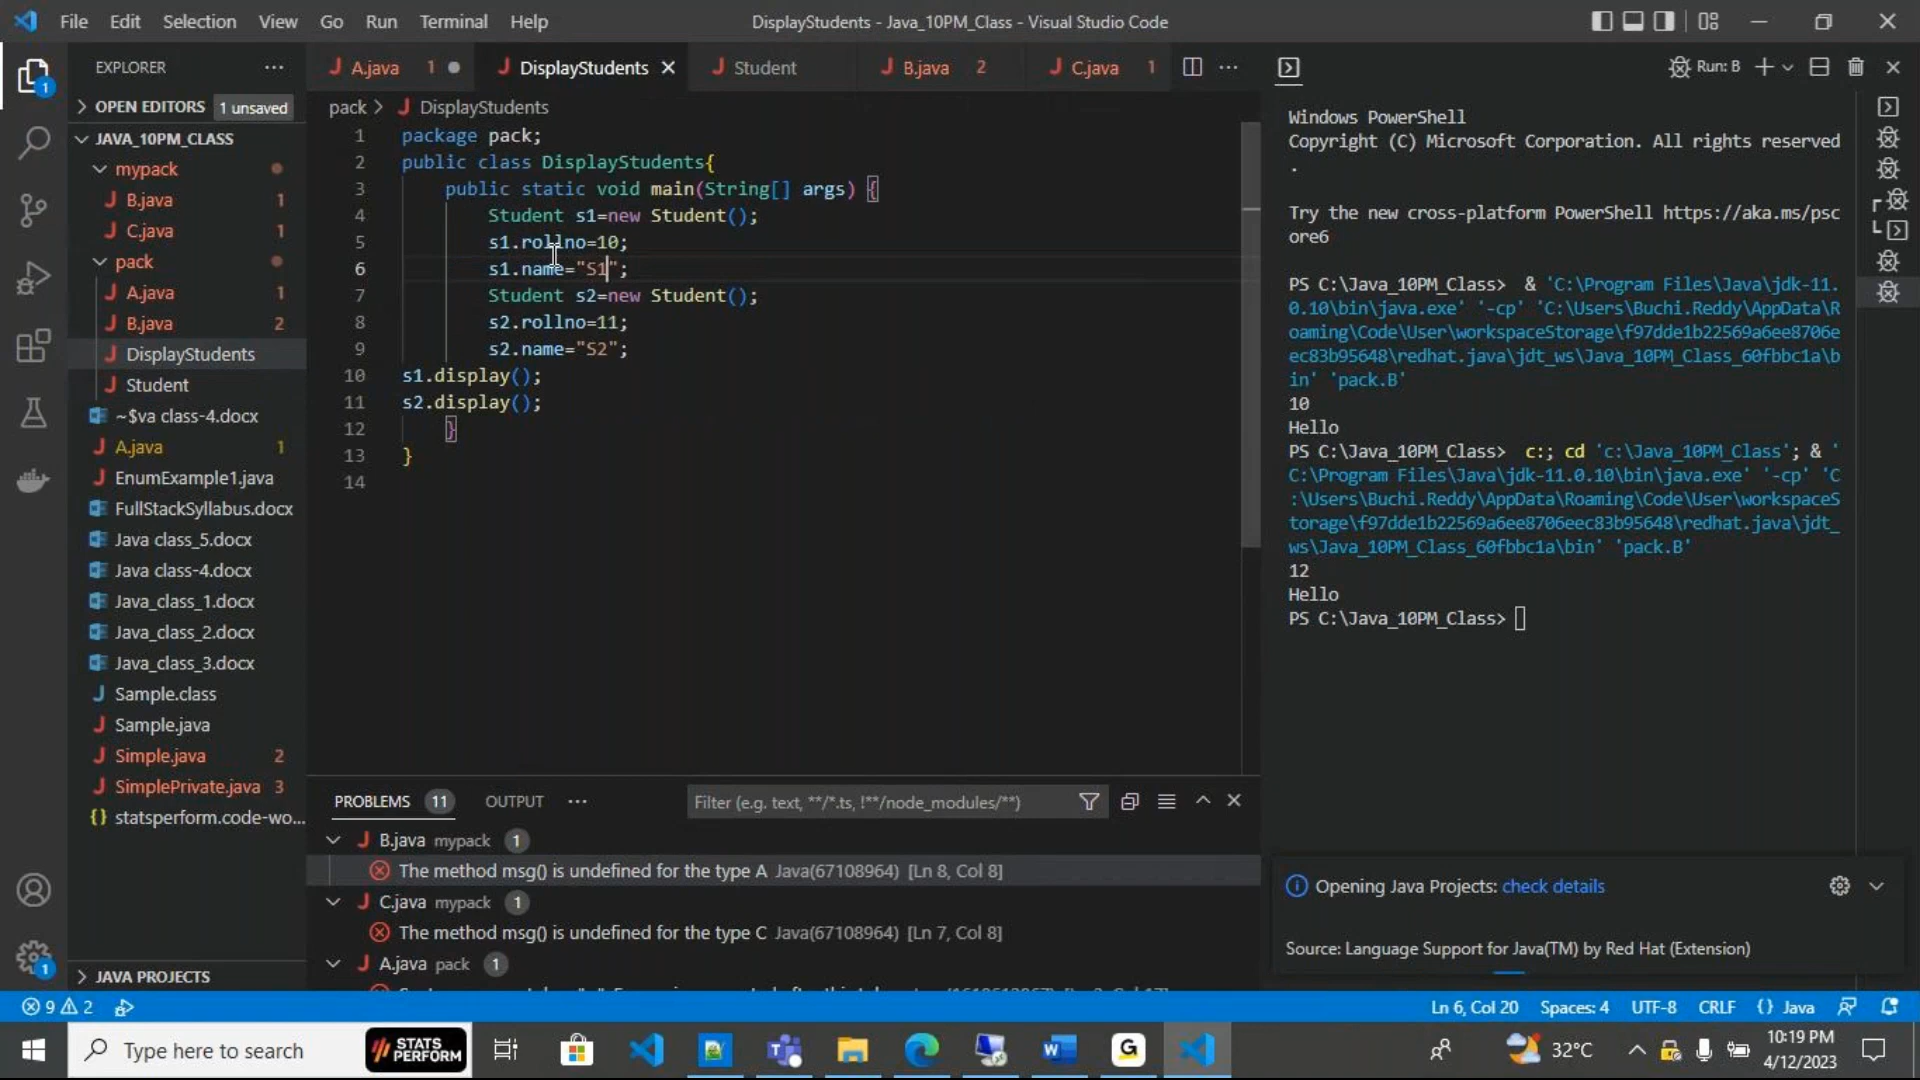 File Edit Selection View Go Run Terminal Help DisplayStudents - Java_10PM_Class - Visual Studio Code
EXPLORER
OPEN EDITORS 1 unsaved
JAVA_10PM_CLASS
mypack
B.java 1
C.java 1
pack
A.java 1
B.java 2
DisplayStudents
Student
~$va class-4.docx
A.java 1
EnumExample1.java
FullStackSyllabus.docx
Java class_5.docx
Java class-4.docx
Java_class_1.docx
Java_class_2.docx
Java_class_3.docx
Sample.class
Sample.java
Simple.java 2
SimplePrivate.java 3
{} statsperform.code-wo...
JAVA PROJECTS
A.java 1 DisplayStudents Student B.java 2 C.java 1
pack > DisplayStudents
1 package pack;
2 public class DisplayStudents{
3 public static void main(String[] args) {
4 Student s1=new Student();
5 s1.rollno=10;
6 s1.name="S1";
7 Student s2=new Student();
8 s2.rollno=11;
9 s2.name="S2";
10 s1.display();
11 s2.display();
12 }
13 }
14
PROBLEMS 11 OUTPUT Filter (e.g. text, **/*.ts, !**/node_modules/**)
B.java mypack 1
The method msg() is undefined for the type A Java(67108964) [Ln 8, Col 8]
C.java mypack 1
The method msg() is undefined for the type C Java(67108964) [Ln 7, Col 8]
A.java pack 1
Run: B
Windows PowerShell
Copyright (C) Microsoft Corporation. All rights reserved
.
Try the new cross-platform PowerShell https://aka.ms/psc
ore6
PS C:\Java_10PM_Class> & 'C:\Program Files\Java\jdk-11.
0.10\bin\java.exe' '-cp' 'C:\Users\Buchi.Reddy\AppData\R
oaming\Code\User\workspaceStorage\f97dde1b22569a6ee8706e
ec83b95648\redhat.java\jdt_ws\Java_10PM_Class_60fbbc1a\b
in' 'pack.B'
10
Hello
PS C:\Java_10PM_Class> c:; cd 'c:\Java_10PM_Class'; & '
C:\Program Files\Java\jdk-11.0.10\bin\java.exe' '-cp' 'C
:\Users\Buchi.Reddy\AppData\Roaming\Code\User\workspaceS
torage\f97dde1b22569a6ee8706eec83b95648\redhat.java\jdt_
ws\Java_10PM_Class_60fbbc1a\bin' 'pack.B'
12
Hello
PS C:\Java_10PM_Class>
Opening Java Projects: check details
Source: Language Support for Java(TM) by Red Hat (Extension)
9 2 Ln 6, Col 20 Spaces: 4 UTF-8 CRLF {} Java
Type here to search STATS PERFORM 32°C 10:19 PM
4/12/2023